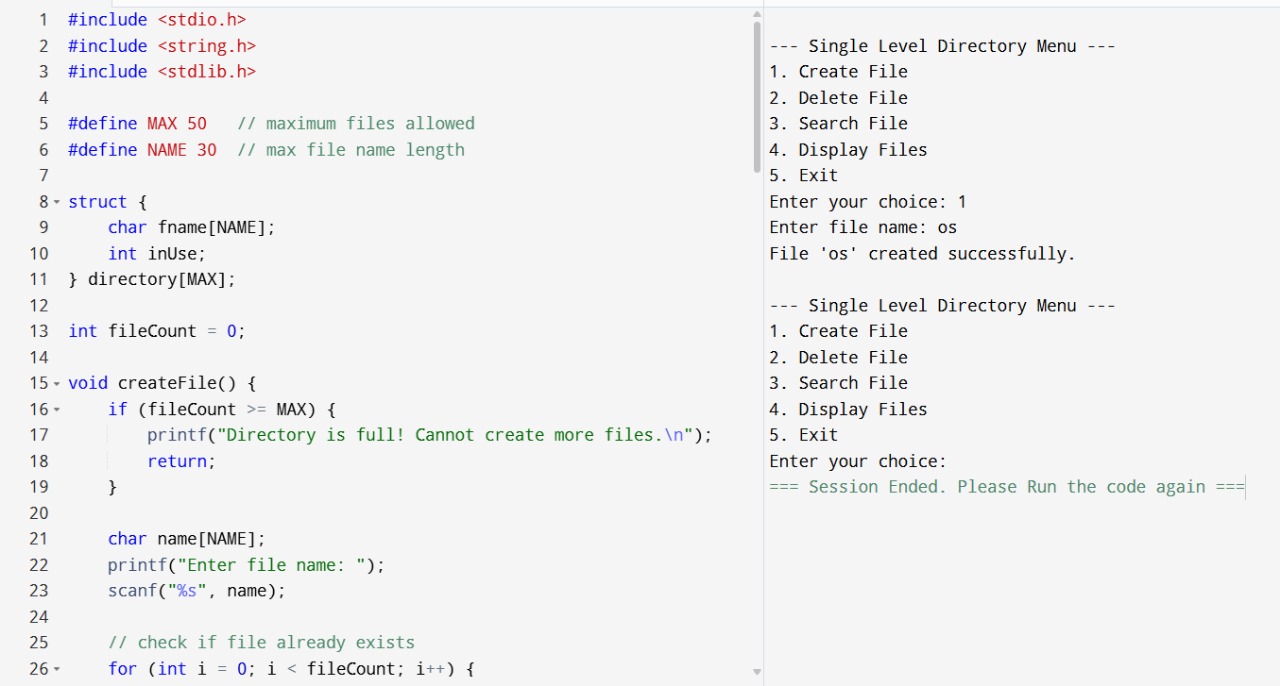 1 #include <stdio.h>
2 #include <string.h>
3 #include <stdlib.h>
4
5 #define MAX 50   // maximum files allowed
6 #define NAME 30  // max file name length
7
8 struct {
9     char fname[NAME];
10     int inUse;
11 } directory[MAX];
12
13 int fileCount = 0;
14
15 void createFile() {
16     if (fileCount >= MAX) {
17         printf("Directory is full! Cannot create more files.\n");
18         return;
19     }
20
21     char name[NAME];
22     printf("Enter file name: ");
23     scanf("%s", name);
24
25     // check if file already exists
26     for (int i = 0; i < fileCount; i++) {
--- Single Level Directory Menu ---
1. Create File
2. Delete File
3. Search File
4. Display Files
5. Exit
Enter your choice: 1
Enter file name: os
File 'os' created successfully.
--- Single Level Directory Menu ---
1. Create File
2. Delete File
3. Search File
4. Display Files
5. Exit
Enter your choice:
=== Session Ended. Please Run the code again ===